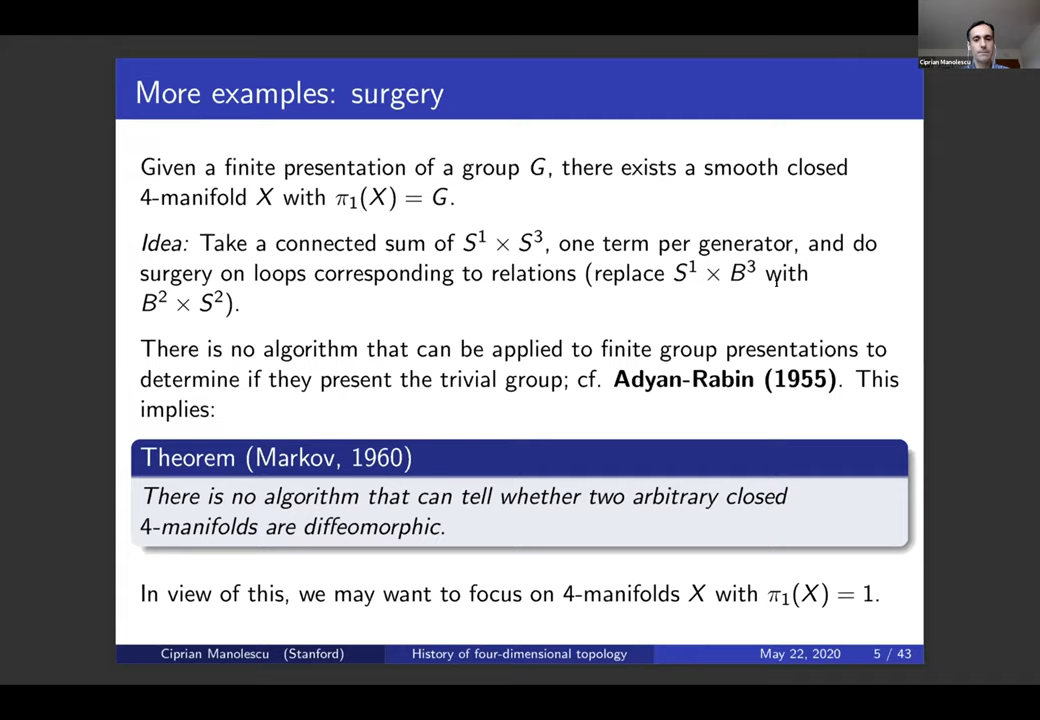 Ciprian Manolescu
More examples: surgery
Given a finite presentation of a group G, there exists a smooth closed
4-manifold X with π₁(X) = G.
Idea: Take a connected sum of S¹ × S³, one term per generator, and do
surgery on loops corresponding to relations (replace S¹ × B³ with
B² × S²).
There is no algorithm that can be applied to finite group presentations to
determine if they present the trivial group; cf. Adyan-Rabin (1955). This
implies:
Theorem (Markov, 1960)
There is no algorithm that can tell whether two arbitrary closed
4-manifolds are diffeomorphic.
In view of this, we may want to focus on 4-manifolds X with π₁(X) = 1.
Ciprian Manolescu (Stanford) History of four-dimensional topology May 22, 2020 5 / 43